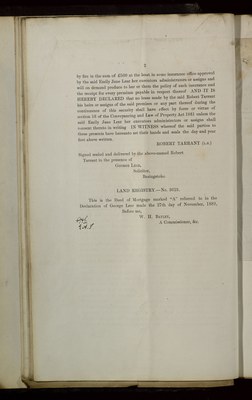 2
by fire in the sum of £500 at the least in some Insurance office approved
by the said Emily Jane Lane her executors administrators or assigns and
will on demand produce to her or them the policy of such insurance and
the receipt for every premium payable in respect thereof AND IT IS
HEREBY DECLARED that no lease made by the said Robert Tarrant
his heirs or assigns of the said premises or any part thereof during the
continuance of this security shall have effect by force or virtue of
section 18 of the Conveyancing and Law of Property Act 1881 unless the
said Emily Jane Lane her executors administrators or assigns shall
consent thereto in writing IN WITNESS whereof the said parties to
these presents have hereunto set their hands and seals the day and year
first above written.
ROBERT TARRANT (L.S.)
Signed sealed and delivered by the above-named Robert
Tarrant in the presence of
Lees,
Solicitor,
Basingstoke.
LAND REGISTRY.—No.
This is the Deed of Mortgage marked "A" referred to in the
Declaration of George Lane made the 27th day of November,
Before me,
W. H.
A Commissioner, &c.